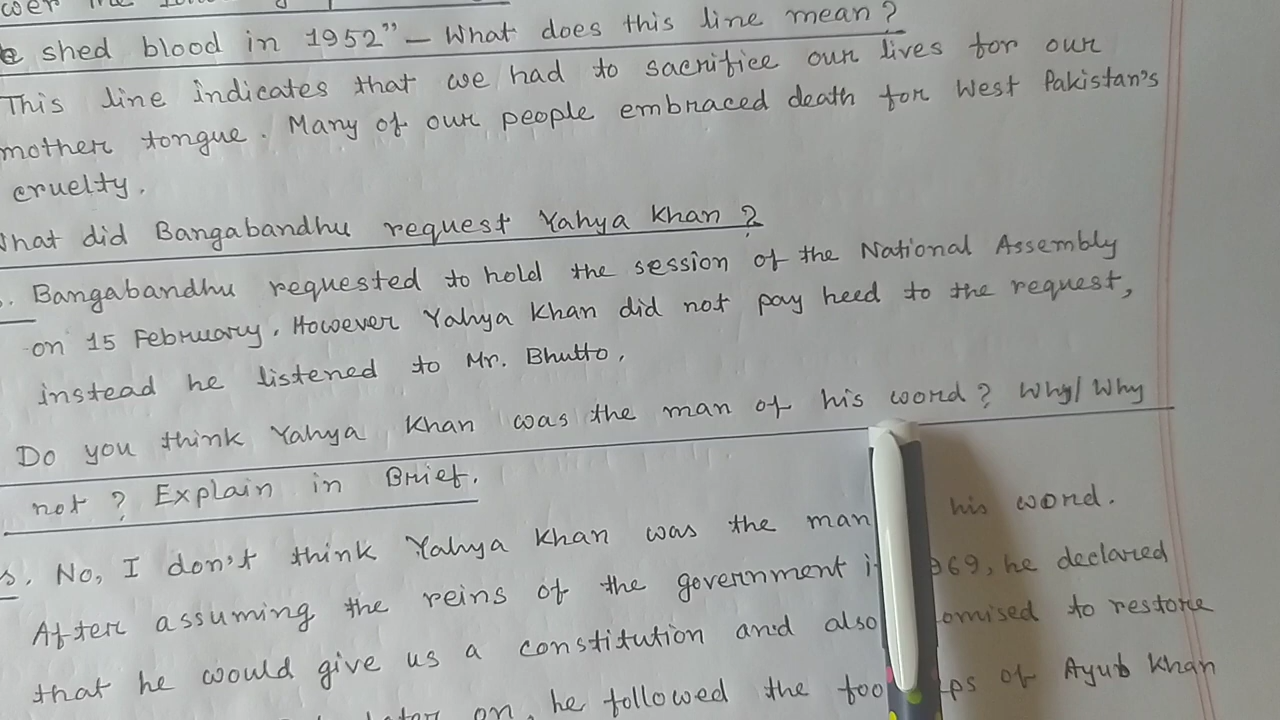 shed blood in 1952” – What does this line mean?
This line indicates that we had to sacrifice our lives for our
mother tongue. Many of our people embraced death for West Pakistan's
cruelty.
What did Bangabandhu request Yahya Khan?
Bangabandhu requested to hold the session of the National Assembly
on 15 February. However Yahya Khan did not pay heed to the request,
instead he listened to Mr. Bhutto.
Do you think Yahya Khan was the man of his word? Why/Why
not? Explain in Brief.
No, I don't think Yahya Khan was the man his word.
After assuming the reins of the government 969, he declared
that he would give us a constitution and also omised to restore
on, he followed the foo ps of Ayub Khan